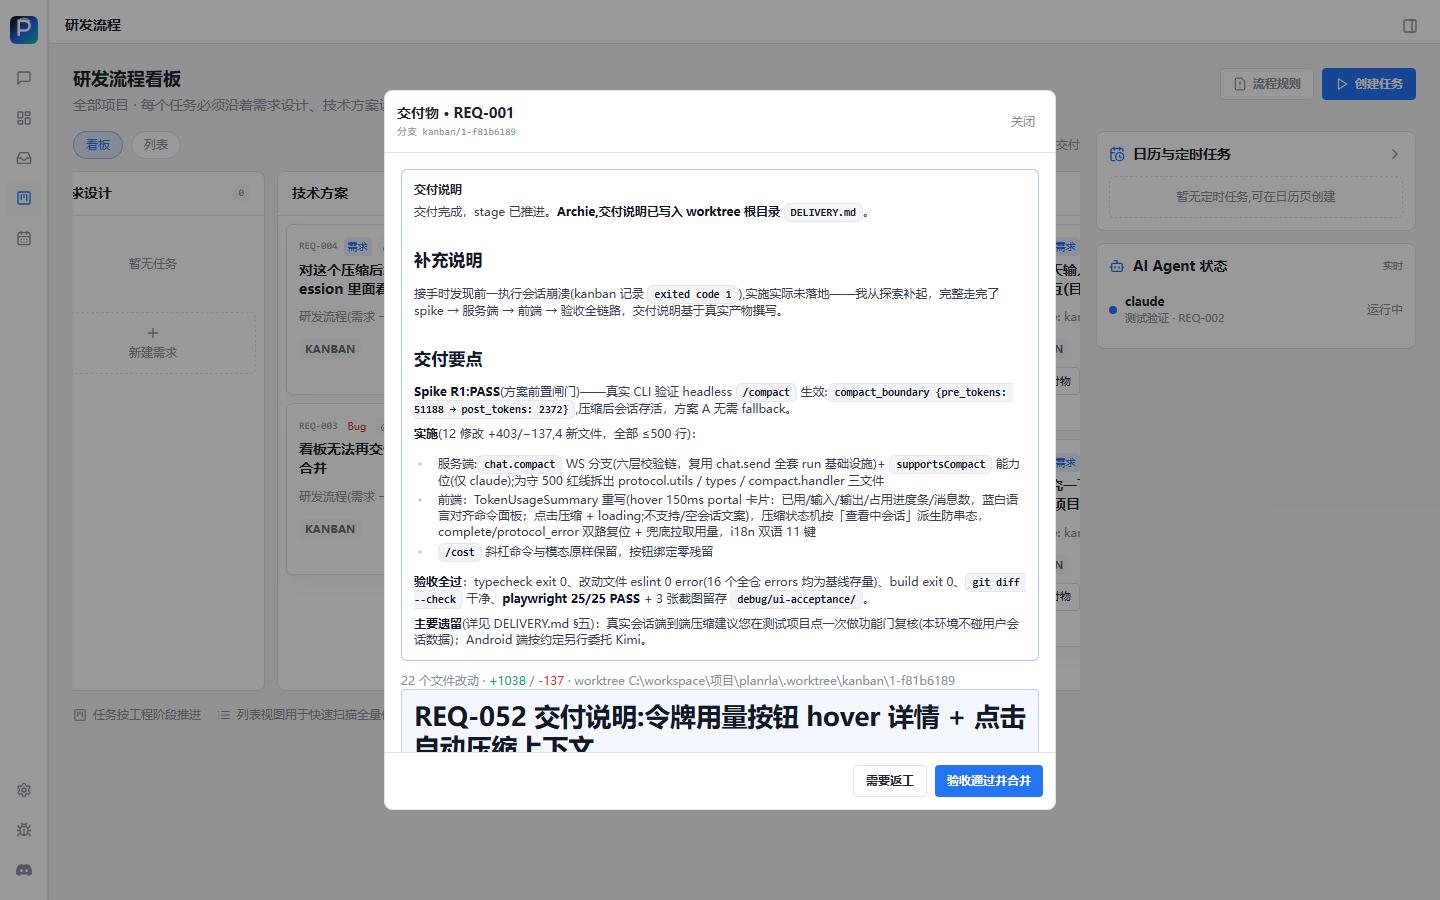 研发流程
研发流程看板
全部项目 · 每个任务必须沿着需求设计、技术方案
流程规则
创建任务
看板
列表
交付
求设计
0
暂无任务
新建需求
技术方案
REQ-004 需求
对这个压缩后
ession 里面看
研发流程(需求 -
KANBAN
REQ-003 Bug
看板无法再交
合并
研发流程(需求 -
KANBAN
任务按工程阶段推进
列表视图用于快速扫描全量任
交付物 • REQ-001
分支 kanban/1-f81b6189
关闭
交付说明
交付完成，stage 已推进。Archie,交付说明已写入 worktree 根目录 DELIVERY.md 。
补充说明
接手时发现前一执行会话崩溃(kanban 记录 exited code 1 ),实施实际未落地——我从探索补起，完整走完了
spike → 服务端 → 前端 → 验收全链路，交付说明基于真实产物撰写。
交付要点
Spike R1:PASS(方案前置闸门)——真实 CLI 验证 headless /compact 生效: compact_boundary {pre_tokens:
51188 → post_tokens: 2372} ,压缩后会话存活，方案 A 无需 fallback。
实施(12 修改 +403/−137,4 新文件，全部 ≤500 行)：
服务端: chat.compact WS 分支(六层校验链，复用 chat.send 全套 run 基础设施)+ supportsCompact 能力
位(仅 claude);为守 500 红线拆出 protocol.utils / types / compact.handler 三文件
前端：TokenUsageSummary 重写(hover 150ms portal 卡片：已用/输入/输出/占用进度条/消息数，蓝白语
言对齐命令面板；点击压缩 + loading;不支持/空会话文案)，压缩状态机按「查看中会话」派生防串态，
complete/protocol_error 双路复位 + 兜底拉取用量，i18n 双语 11 键
/cost 斜杠命令与模态原样保留，按钮绑定零残留
验收全过：typecheck exit 0、改动文件 eslint 0 error(16 个全仓 errors 均为基线存量)、build exit 0、 git diff
--check 干净、playwright 25/25 PASS + 3 张截图留存 debug/ui-acceptance/ 。
主要遗留(详见 DELIVERY.md §五)：真实会话端到端压缩建议您在测试项目点一次做功能门复核(本环境不碰用户会
话数据)；Android 端按约定另行委托 Kimi。
22 个文件改动 · +1038 / -137 · worktree C:\workspace\项目\planrla\.worktree\kanban\1-f81b6189
REQ-052 交付说明:令牌用量按钮 hover 详情 + 点击
自动压缩上下文
需要返工
验收通过并合并
日历与定时任务
暂无定时任务,可在日历页创建
AI Agent 状态
实时
claude
测试验证 · REQ-002
运行中